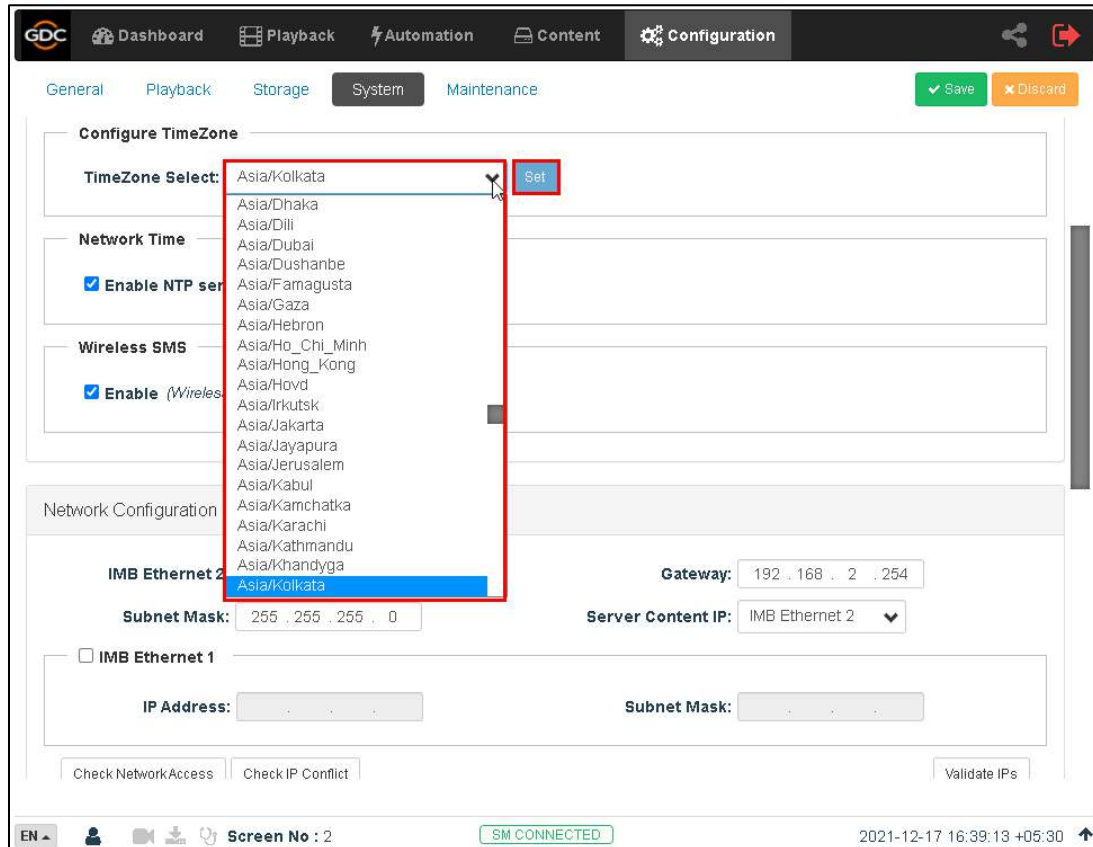 GDC Dashboard Playback Automation Content Configuration
General Playback Storage System Maintenance Save Discard
Configure TimeZone
TimeZone Select: Asia/Kolkata Set
Asia/Dhaka
Asia/Dili
Network Time
Asia/Dubai
Asia/Dushanbe
Enable NTP ser Asia/Famagusta
Asia/Gaza
Asia/Hebron
Wireless SMS Asia/Ho_Chi_Minh
Asia/Hong_Kong
Enable (Wireles Asia/Hovd
Asia/Irkutsk
Asia/Jakarta
Asia/Jayapura
Asia/Jerusalem
Asia/Kabul
Network Configuration Asia/Kamchatka
Asia/Karachi
Asia/Kathmandu
Asia/Khandyga
IMB Ethernet 2 Asia/Kolkata Gateway: 192 . 168 . 2 . 254
Subnet Mask: 255 . 255 . 255 . 0 Server Content IP: IMB Ethernet 2
IMB Ethernet 1
IP Address: . . . Subnet Mask: . . .
Check Network Access Check IP Conflict Validate IPs
EN Screen No : 2 SM CONNECTED 2021-12-17 16:39:13 +05:30